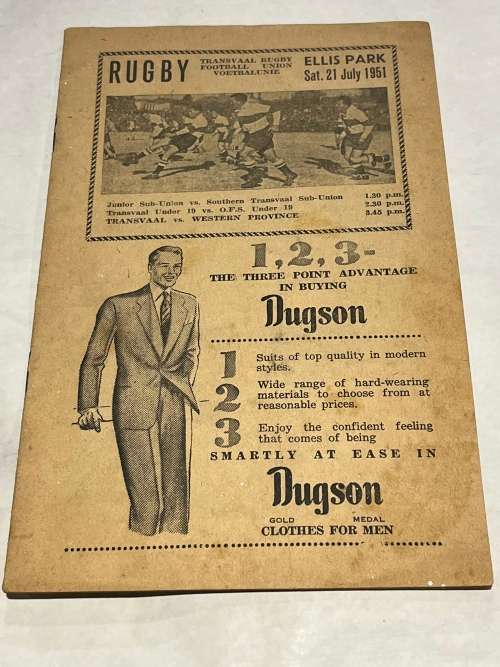 RUGBY
TRANSVAAL RUGBY
FOOTBALL UNION
VOETBALUNIE
ELLIS PARK
Sat. 21 July 1951
Junior Sub-Union vs. Southern Transvaal Sub-Union 1.30 p.m.
Transvaal Under 19 vs. O.F.S. Under 19 2.30 p.m.
TRANSVAAL vs. WESTERN PROVINCE 3.45 p.m.
1,2,3-
THE THREE POINT ADVANTAGE
IN BUYING
Dugson
1 Suits of top quality in modern
styles.
2 Wide range of hard-wearing
materials to choose from at
reasonable prices.
3 Enjoy the confident feeling
that comes of being
SMARTLY AT EASE IN
Dugson
GOLD MEDAL
CLOTHES FOR MEN